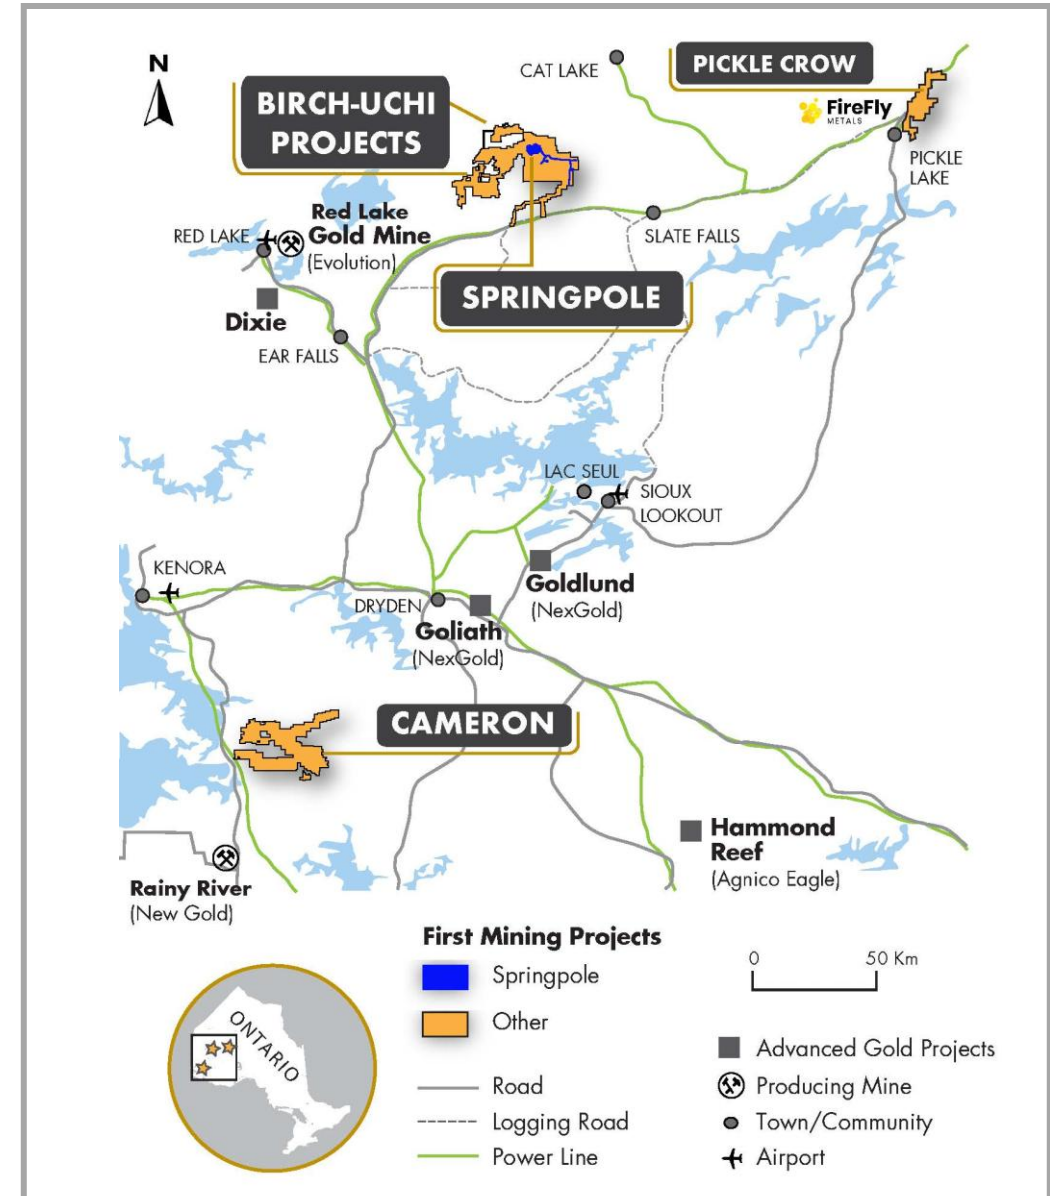 N
CAT LAKE
PICKLE CROW
BIRCH-UCHI
PROJECTS
FireFly
METALS
PICKLE
LAKE
Red Lake
Gold Mine
(Evolution)
RED LAKE
SLATE FALLS
SPRINGPOLE
Dixie
EAR FALLS
LAC SEUL
SIOUX
LOOKOUT
KENORA
Goldlund
(NexGold)
DRYDEN
Goliath
(NexGold)
CAMERON
Hammond
Reef
(Agnico Eagle)
Rainy River
(New Gold)
First Mining Projects
Springpole
Other
Road
Logging Road
Power Line
0 50 Km
Advanced Gold Projects
Producing Mine
Town/Community
Airport
ONTARIO